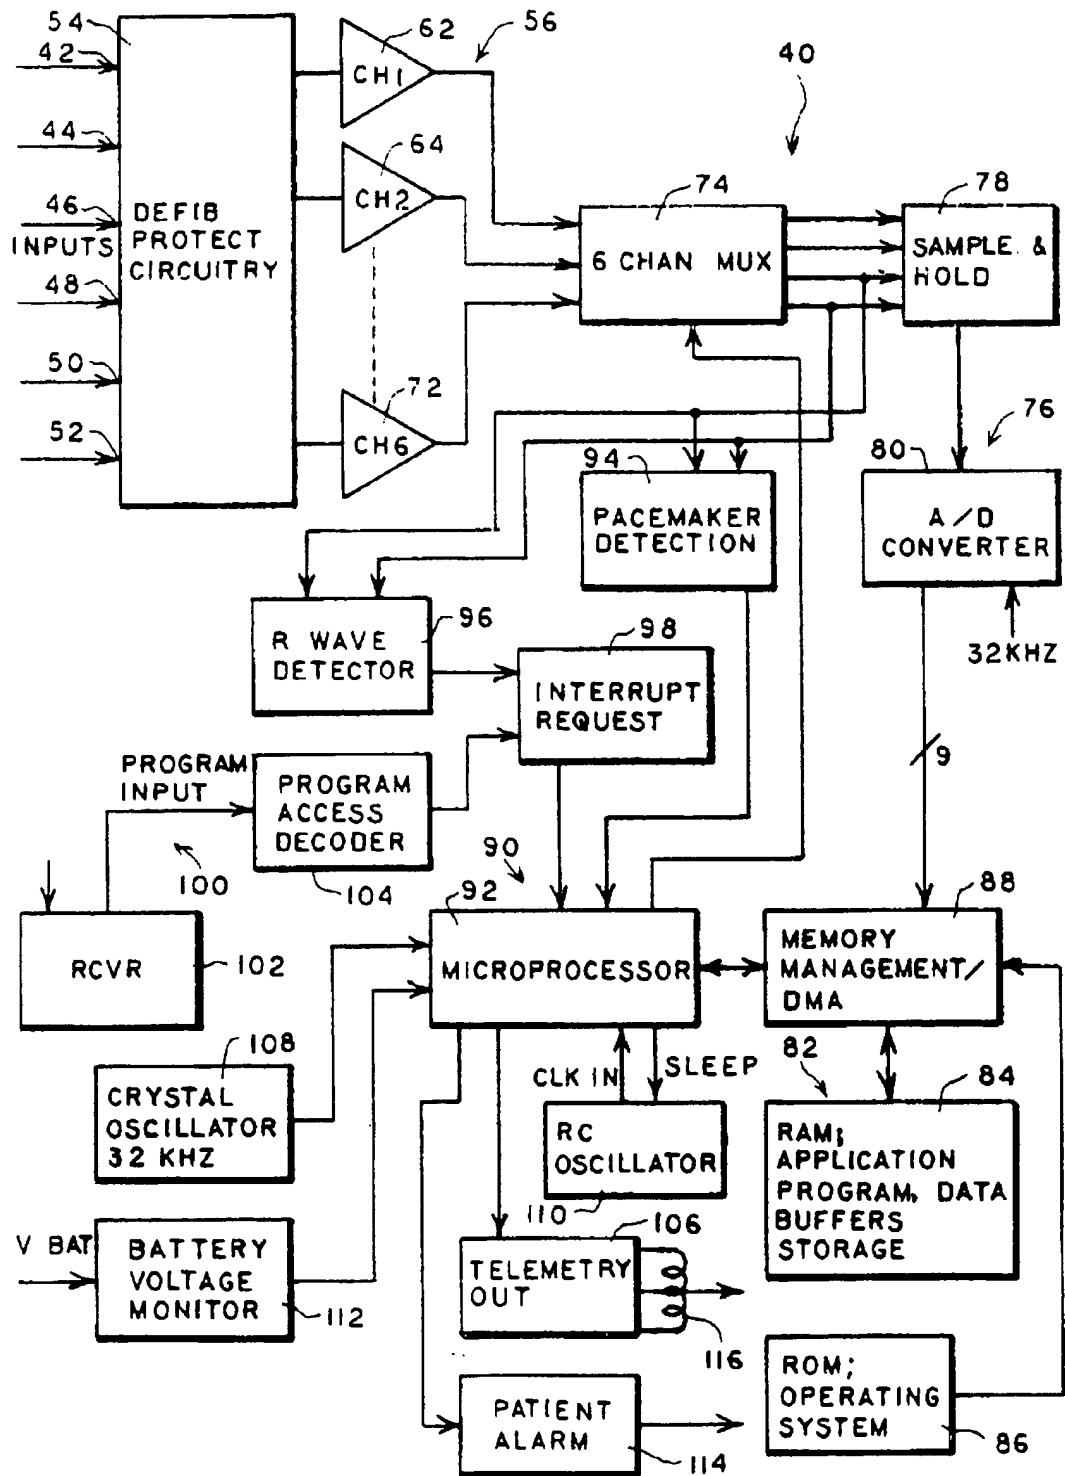 54
62
56
42
CH1
40
44
64
46
DEFIB
PROTECT
CIRCUITRY
INPUTS
CH2
74
78
6 CHAN MUX
SAMPLE &
HOLD
48
50
72
76
52
CH6
94
80
PACEMAKER
DETECTION
A/D
CONVERTER
96
98
R WAVE
DETECTOR
32KHZ
INTERRUPT
REQUEST
9
PROGRAM
INPUT
PROGRAM
ACCESS
DECODER
100
104
90
92
88
RCVR
102
MICROPROCESSOR
MEMORY
MANAGEMENT/
DMA
108
CLK IN
SLEEP
82
84
CRYSTAL
OSCILLATOR
32 KHZ
RC
OSCILLATOR
RAM;
APPLICATION
PROGRAM, DATA
BUFFERS
STORAGE
110
106
V BAT
BATTERY
VOLTAGE
MONITOR
112
TELEMETRY
OUT
116
ROM;
OPERATING
SYSTEM
86
PATIENT
ALARM
114